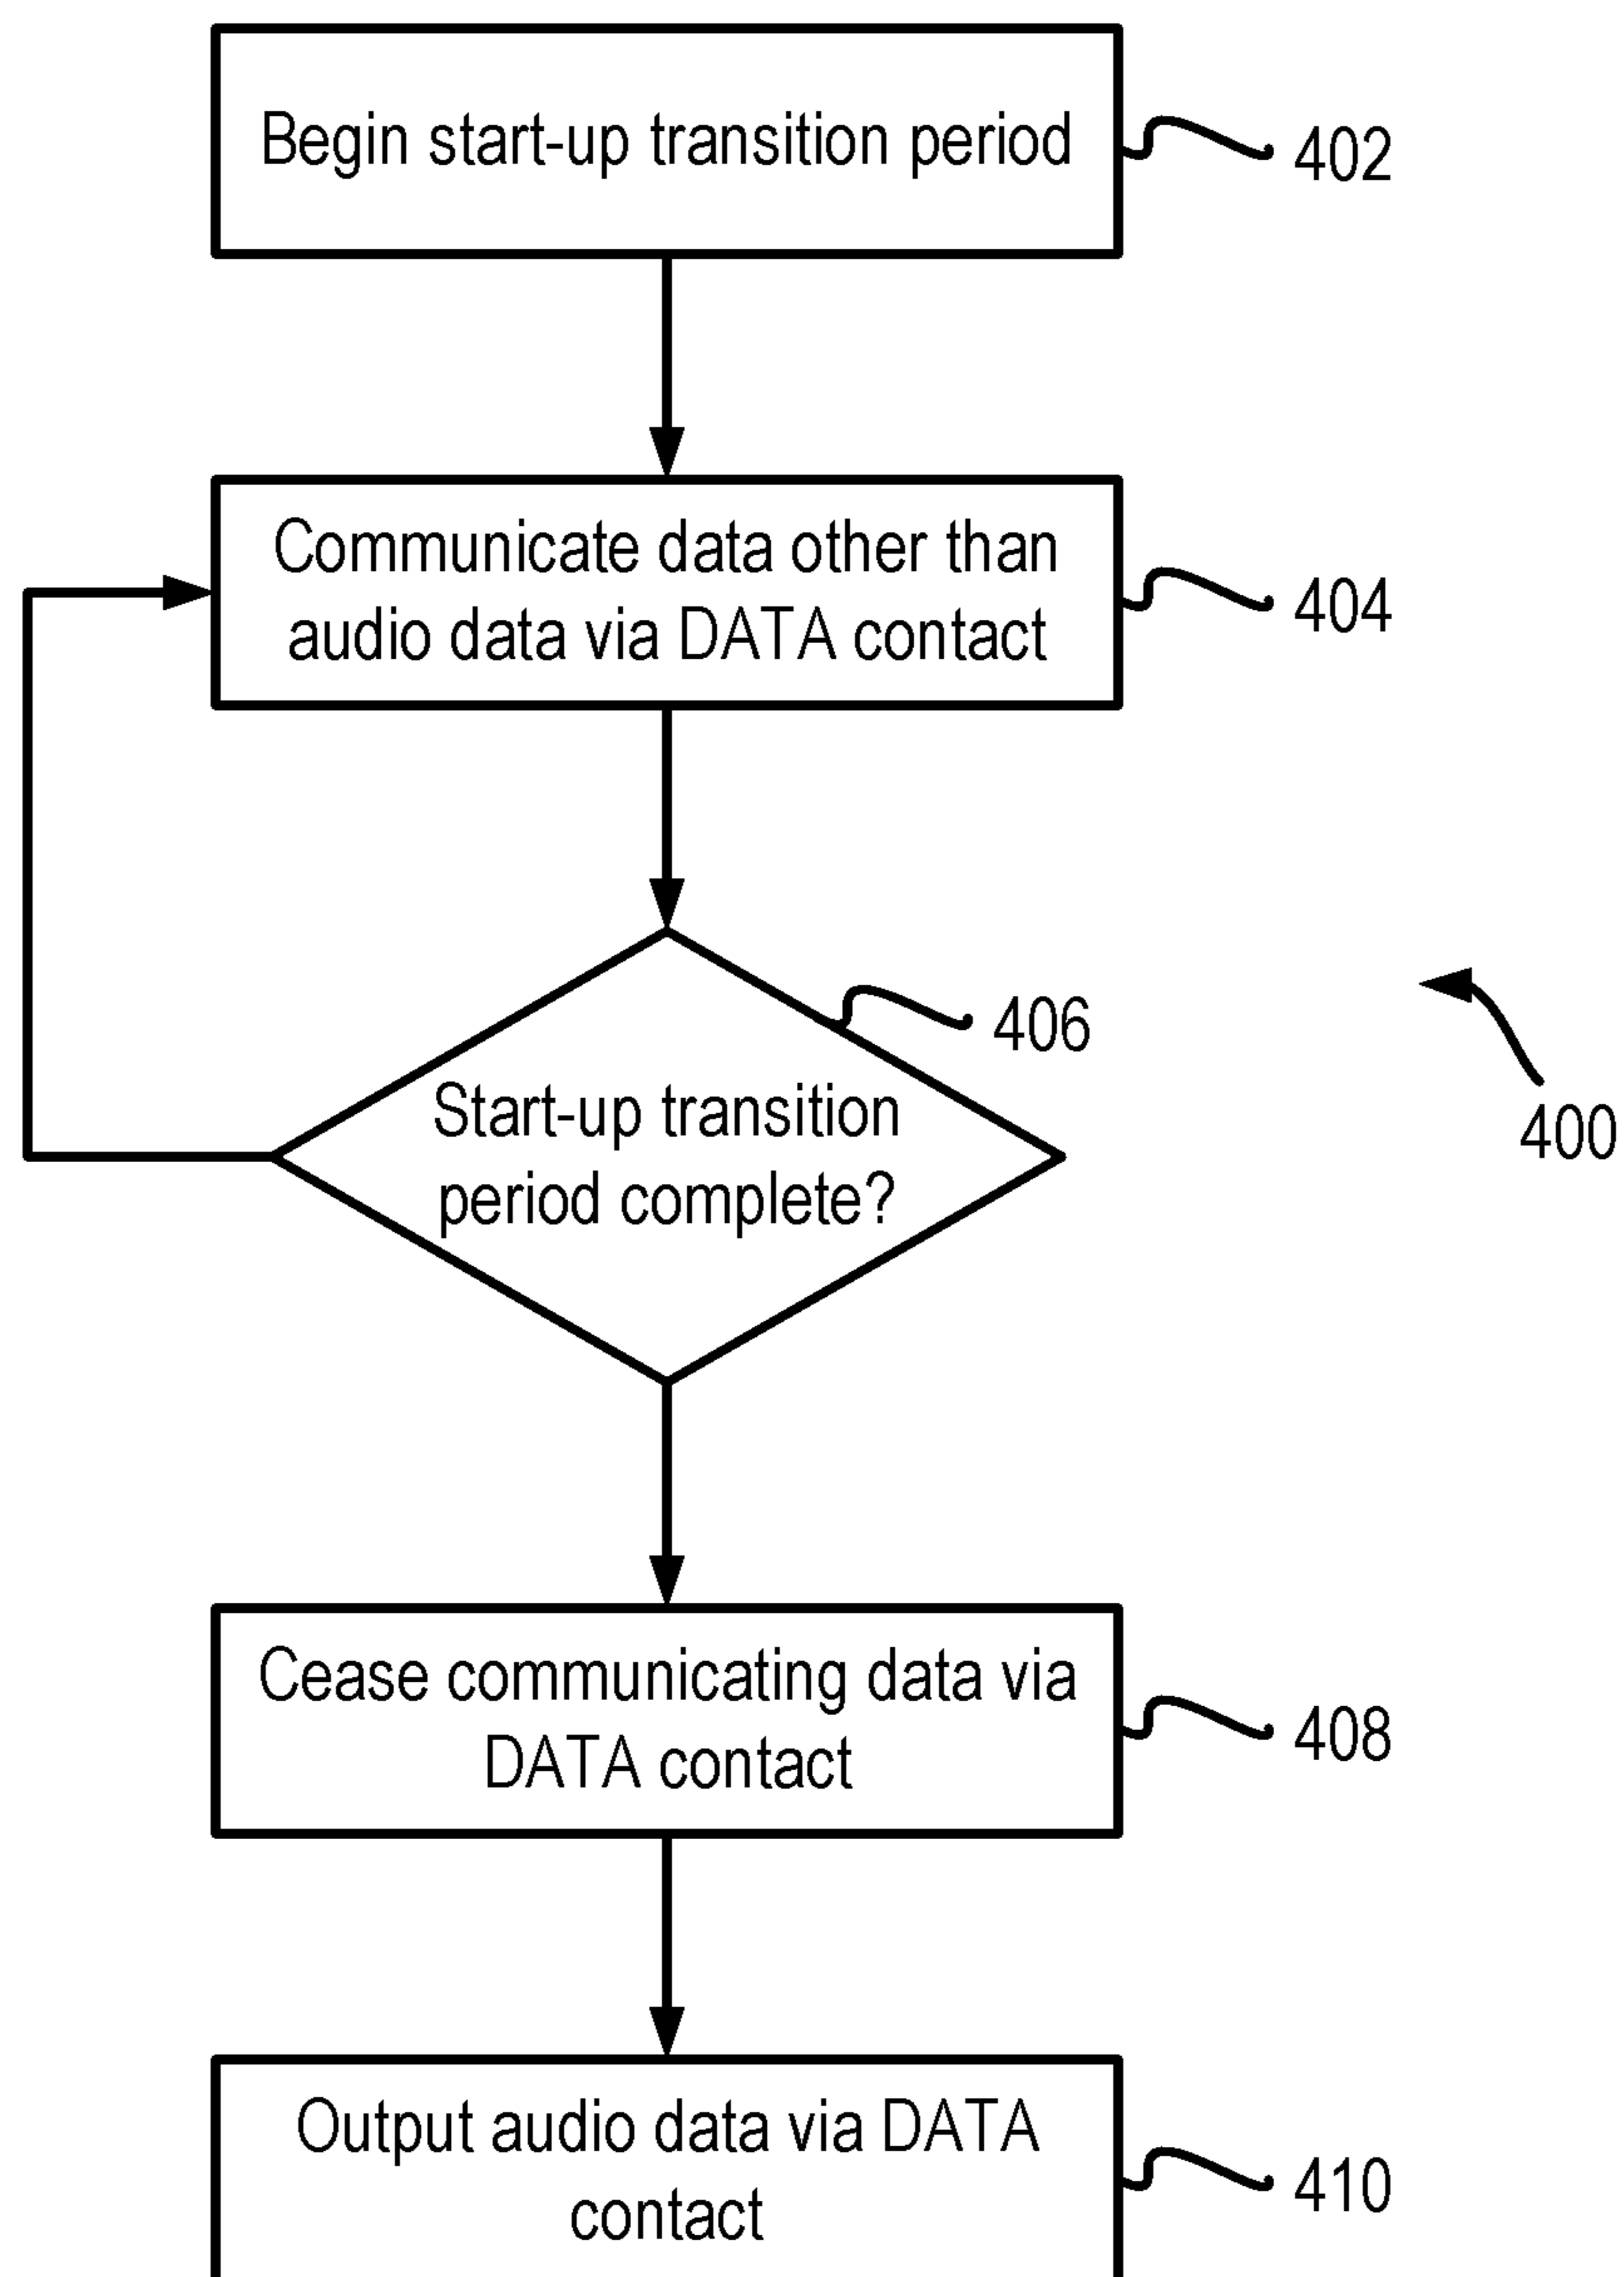 Begin start-up transition period
402
Communicate data other than
audio data via DATA contact
404
406
Start-up transition
period complete?
400
Cease communicating data via
DATA contact
408
Output audio data via DATA
contact
410